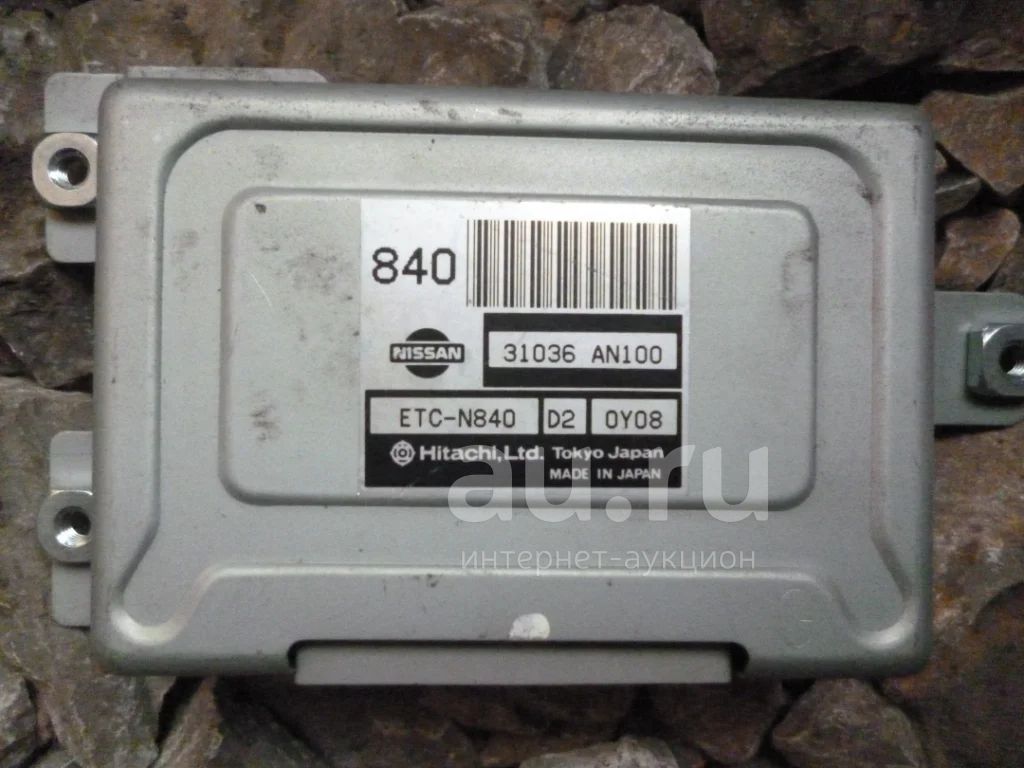 840
NISSAN
31036 AN100
ETC-N840 D2 0Y08
Hitachi, Ltd. Tokyo Japan
MADE IN JAPAN
au.ru
интернет-аукцион